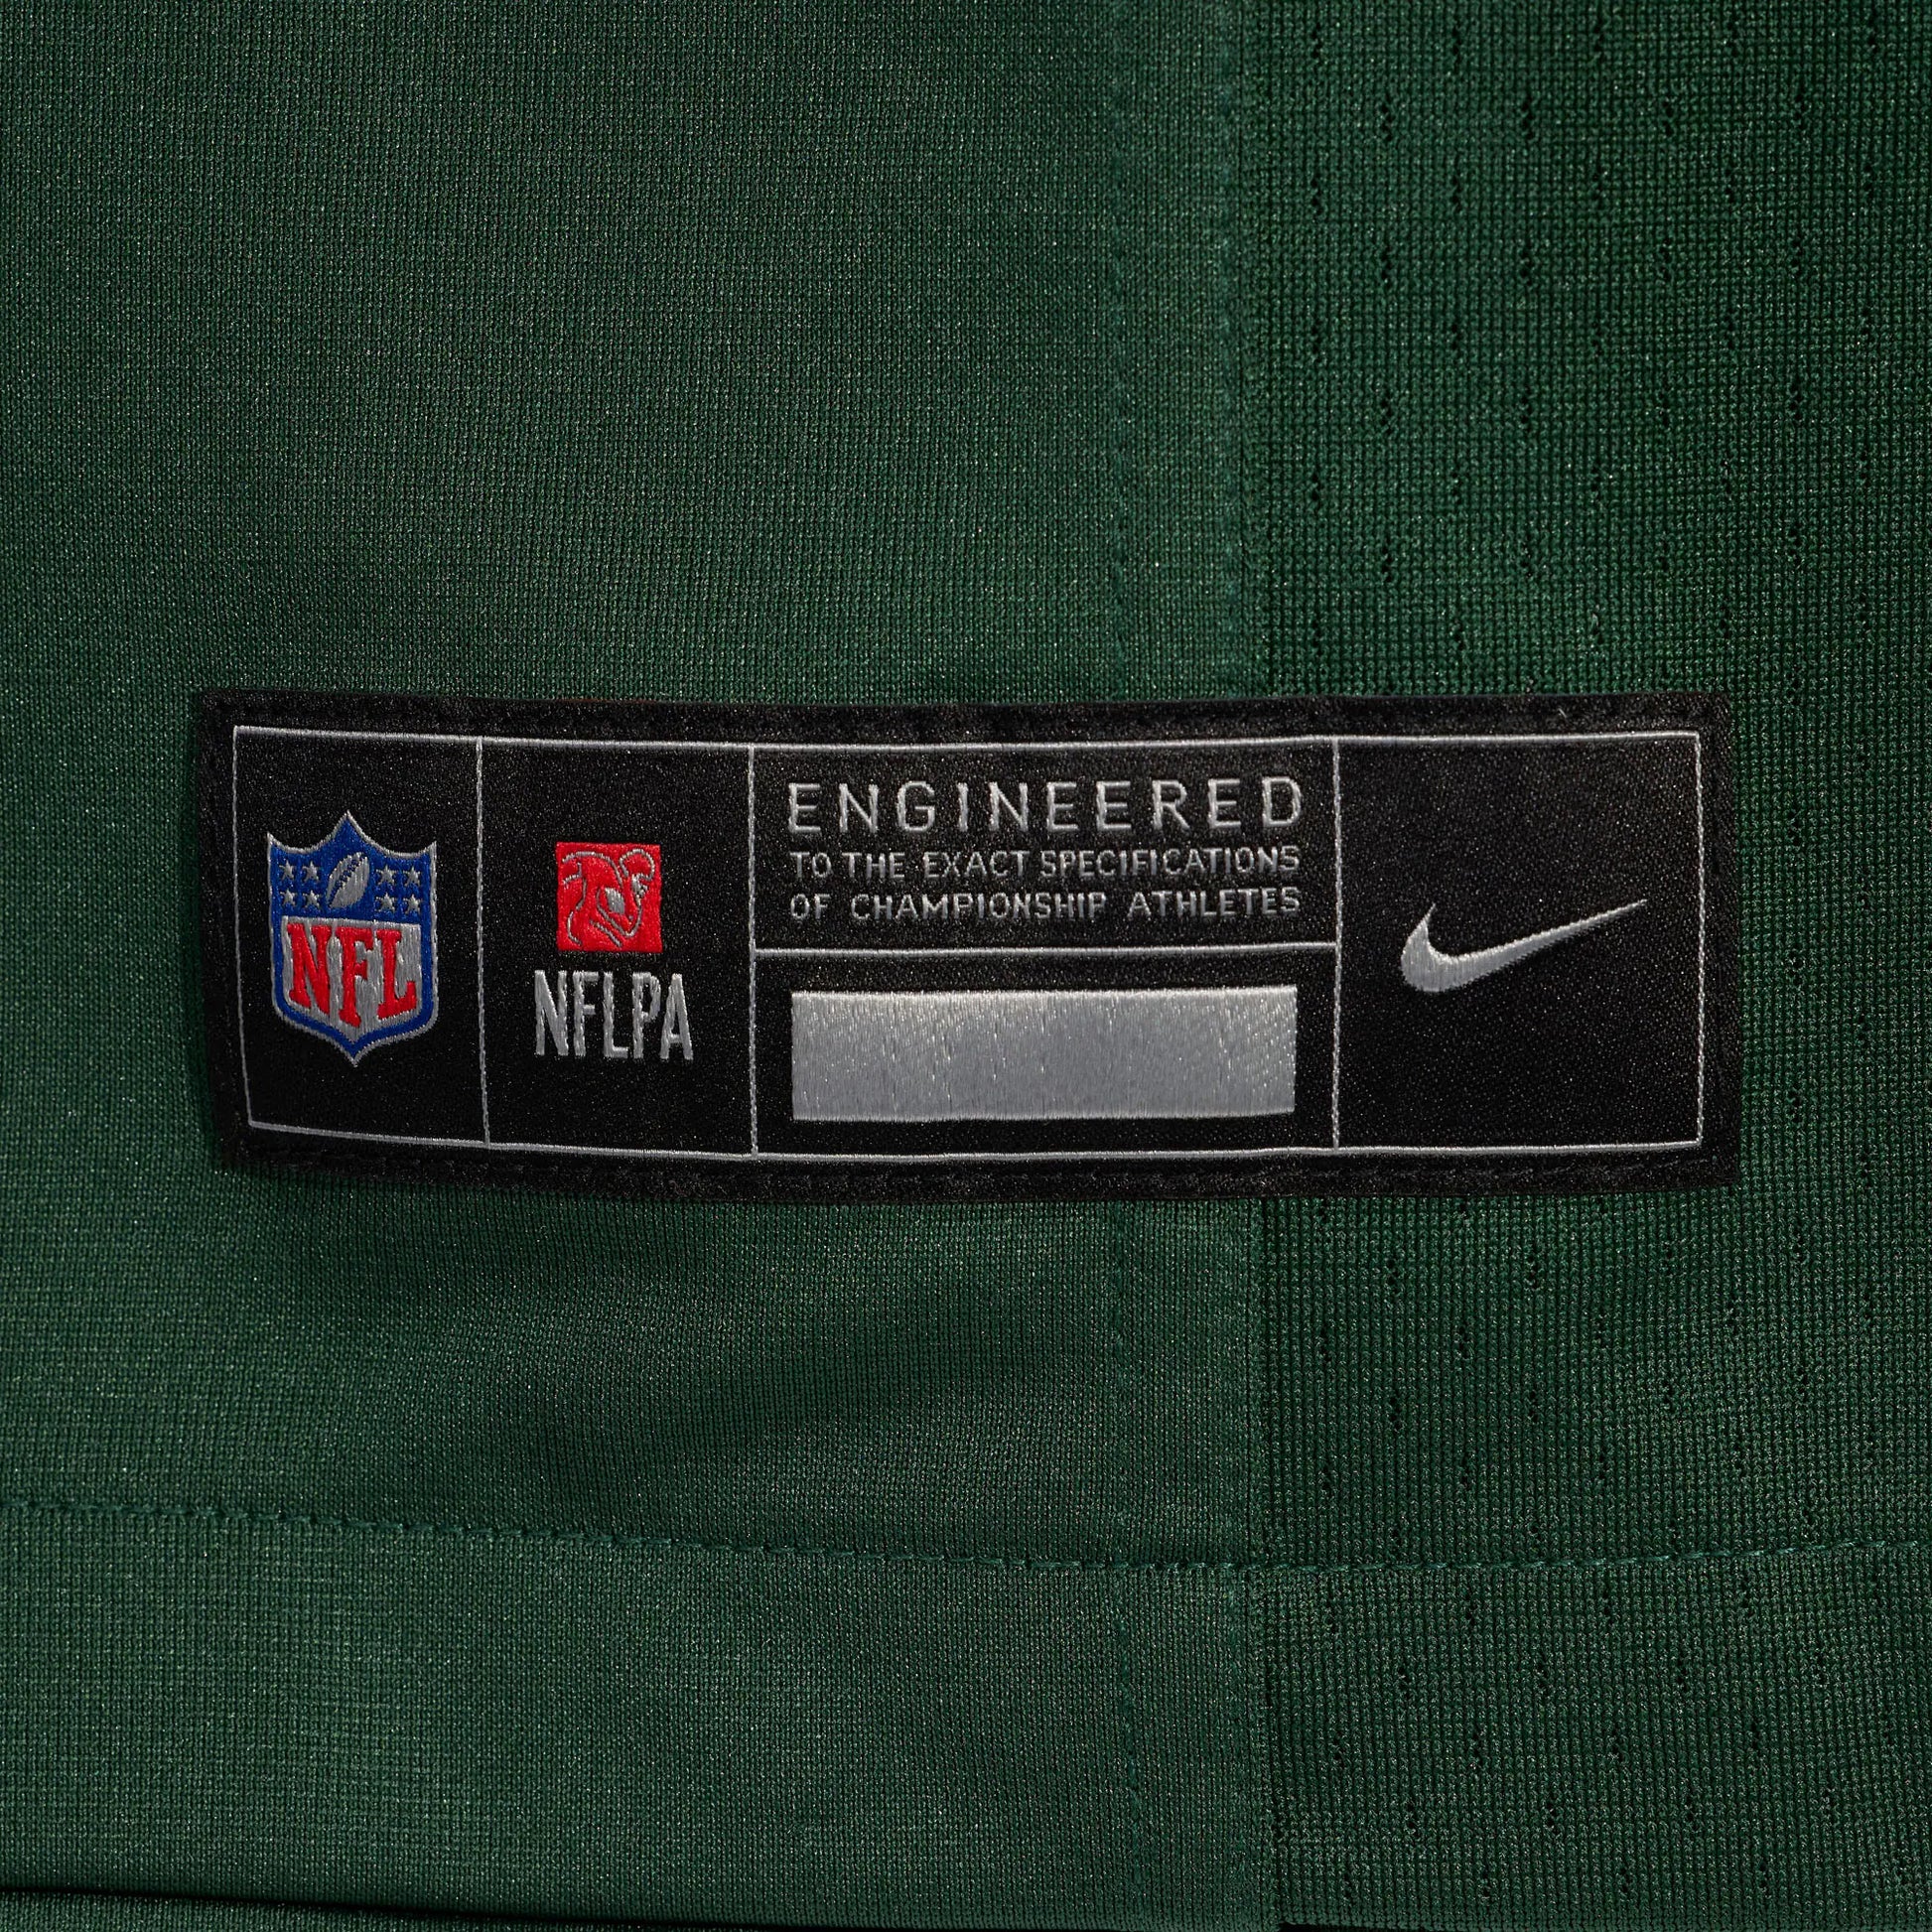 NFL
NFLPA
ENGINEERED
TO THE EXACT SPECIFICATIONS
OF CHAMPIONSHIP ATHLETES